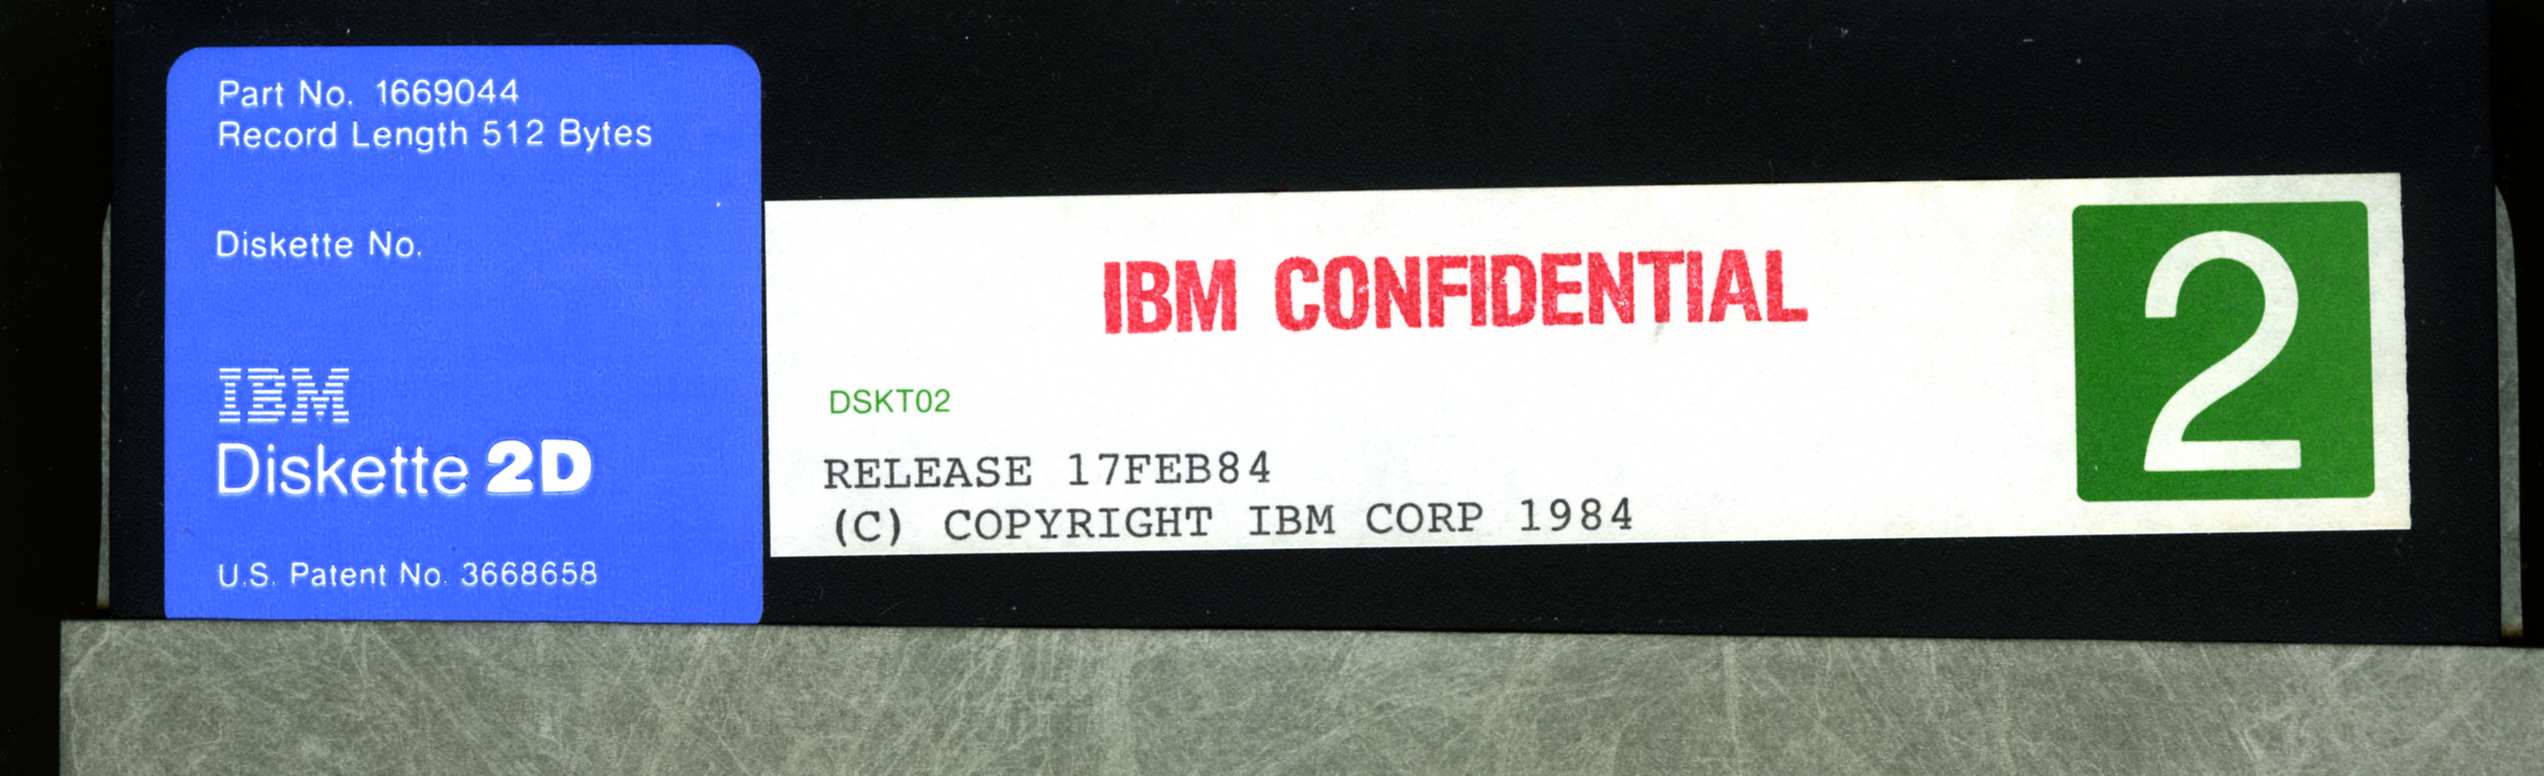 Part No. 1669044
Record Length 512 Bytes
Diskette No.
IBM
Diskette 2D
U.S. Patent No. 3668658
IBM CONFIDENTIAL
DSKT02
RELEASE 17FEB84
(C) COPYRIGHT IBM CORP 1984
2